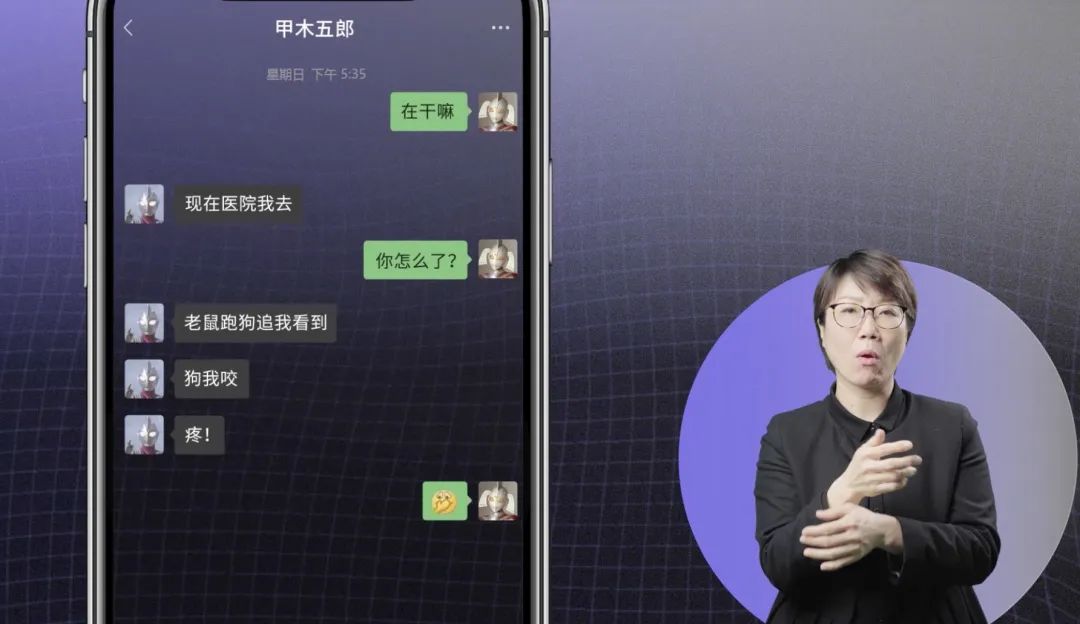 甲木五郎
星期日 下午 5:35
在干嘛
现在医院我去
你怎么了?
老鼠跑狗追我看到
狗我咬
疼!